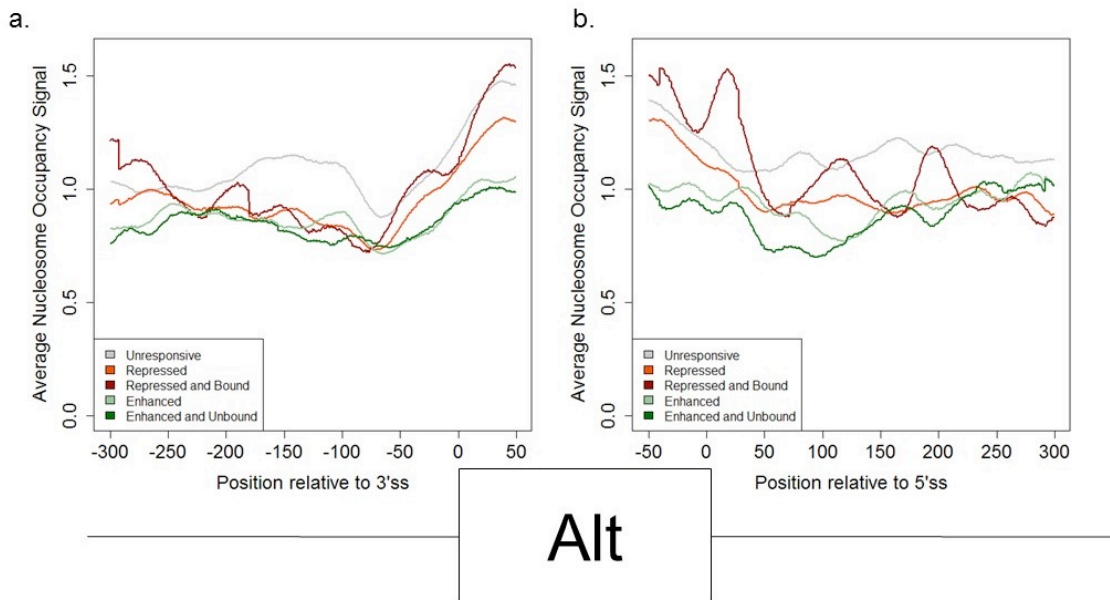 a.
Average Nucleosome Occupancy Signal
1.5
1.0
0.5
0.0
Unresponsive
Repressed
Repressed and Bound
Enhanced
Enhanced and Unbound
-300 -250 -200 -150 -100 -50 0 50
Position relative to 3'ss
b.
Average Nucleosome Occupancy Signal
1.5
1.0
0.5
0.0
Unresponsive
Repressed
Repressed and Bound
Enhanced
Enhanced and Unbound
-50 0 50 100 150 200 250 300
Position relative to 5'ss
Alt